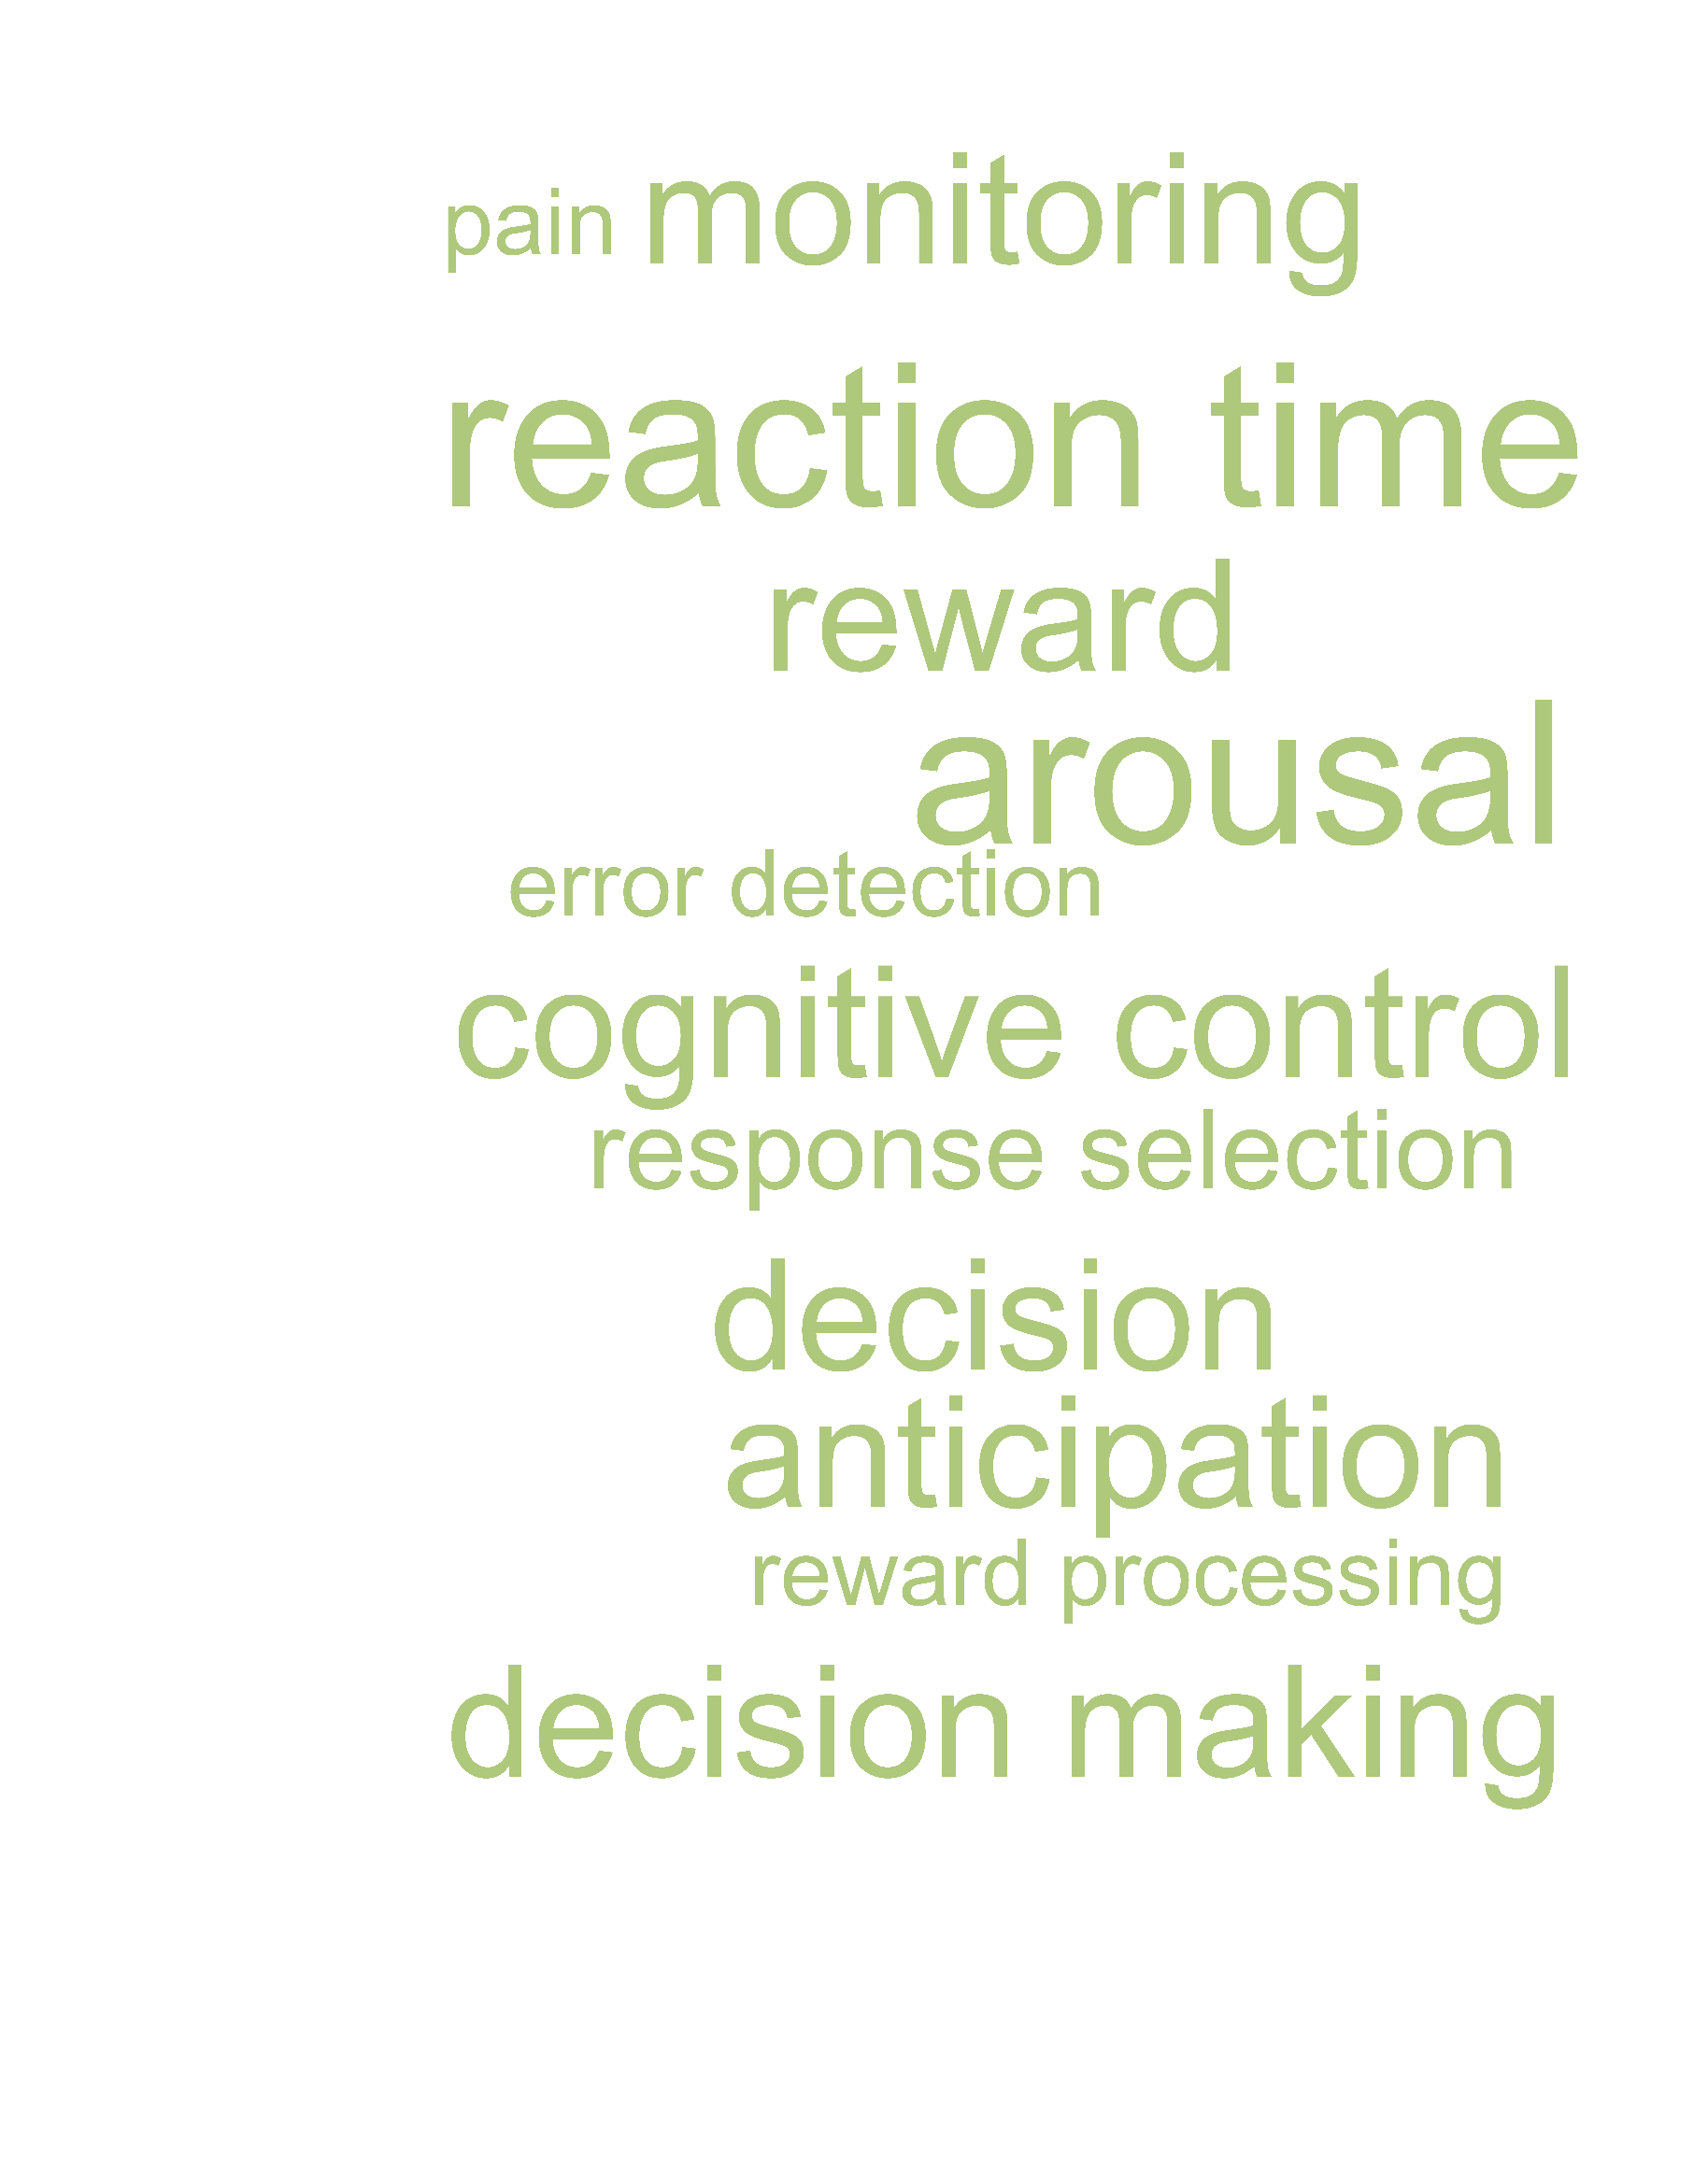 pain monitoring
reaction time
reward
arousal
error detection
cognitive control
response selection
decision
anticipation
reward processing
decision making